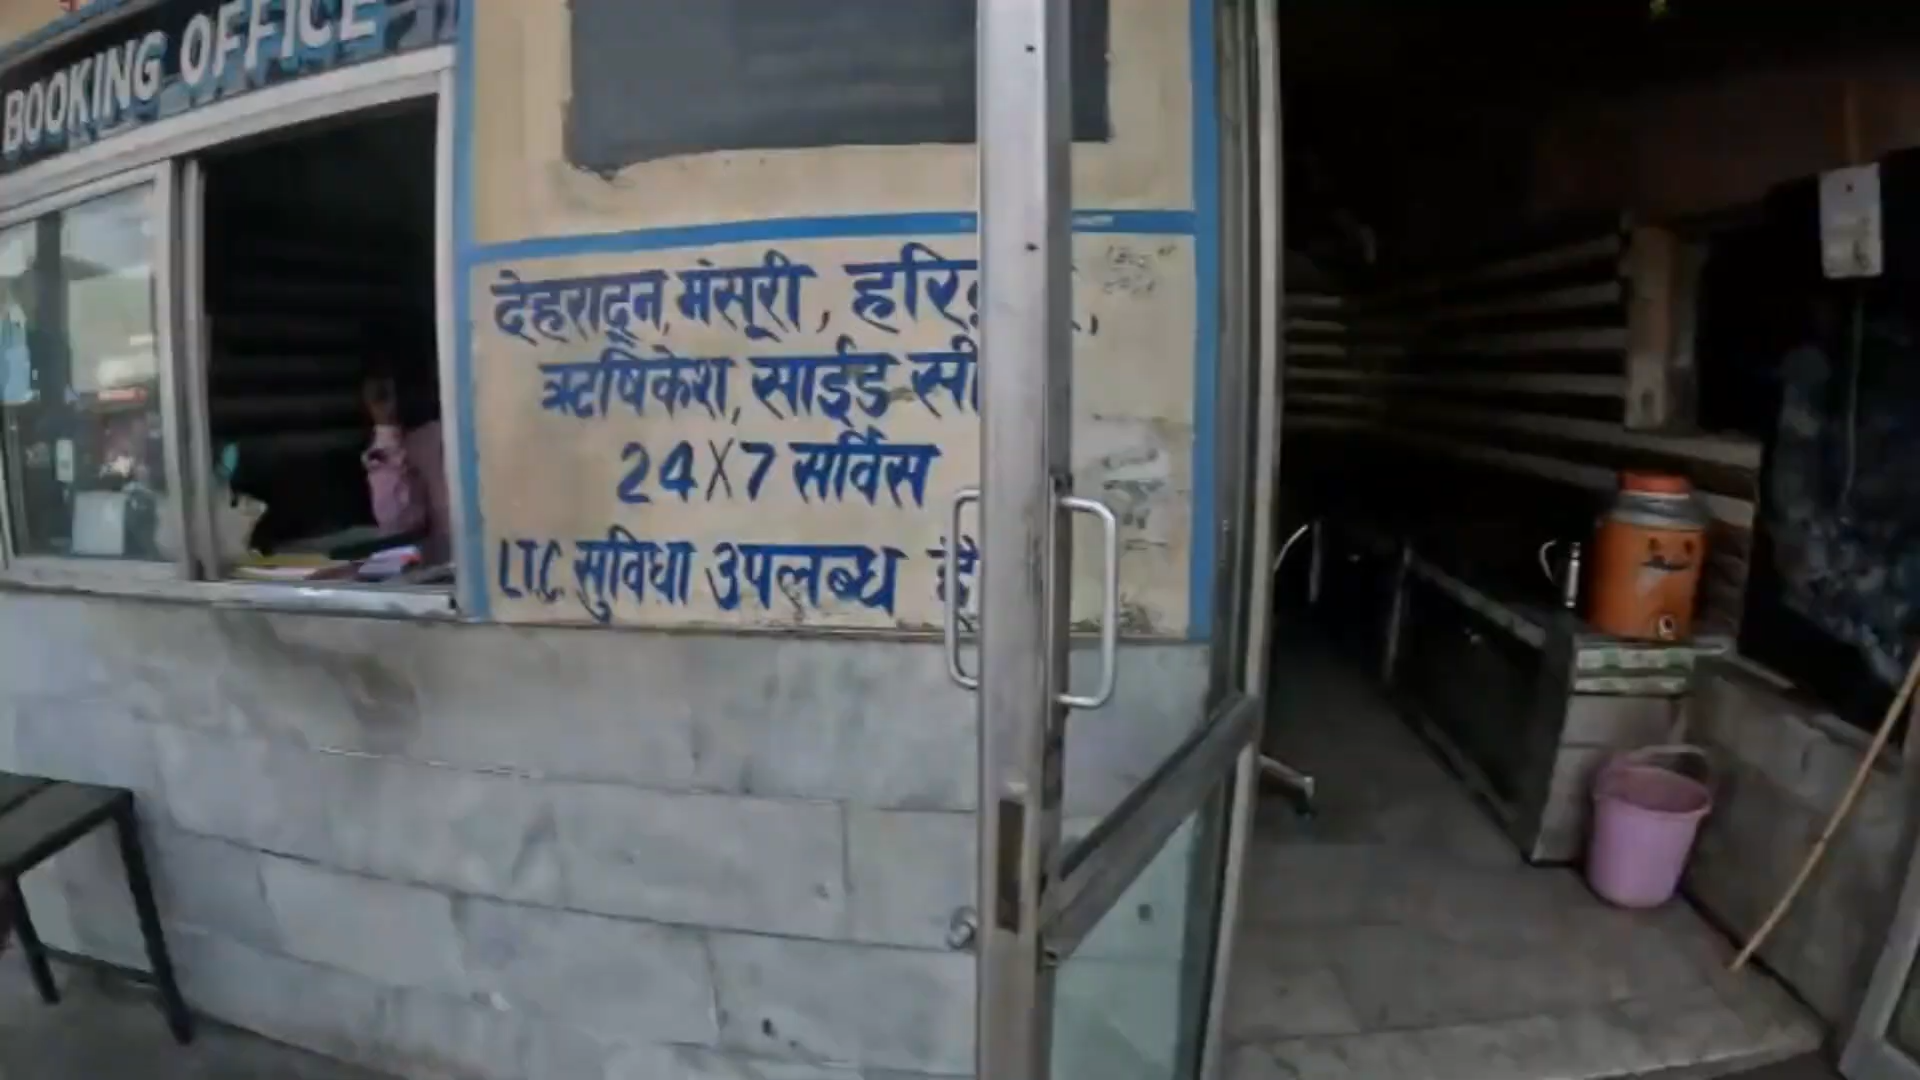 BOOKING OFFICE
देहरादून, मंसूरी, हरि
ऋषिकेश, साईड सी
24X7 सर्विस
LTC. सुविधा उपलब्ध है